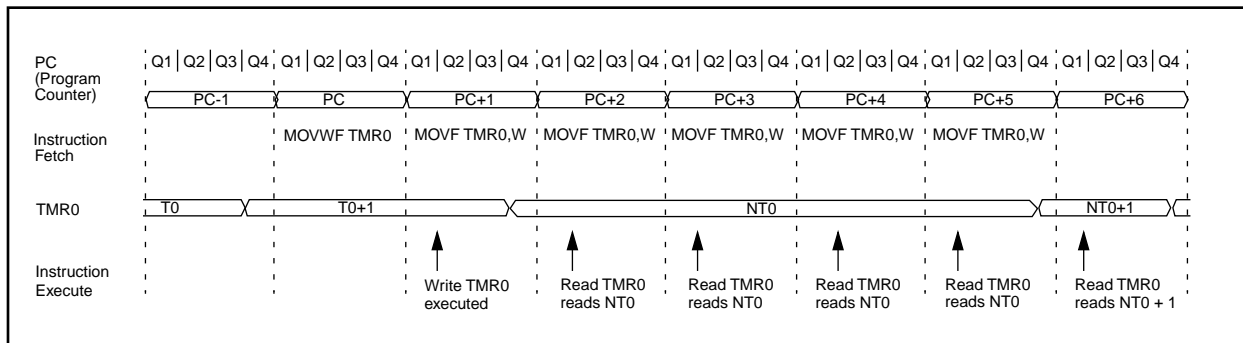 PC
(Program
Counter)
Q1 Q2 Q3 Q4 Q1 Q2 Q3 Q4 Q1 Q2 Q3 Q4 Q1 Q2 Q3 Q4 Q1 Q2 Q3 Q4 Q1 Q2 Q3 Q4 Q1 Q2 Q3 Q4 Q1 Q2 Q3 Q4
PC-1 PC PC+1 PC+2 PC+3 PC+4 PC+5 PC+6
Instruction
Fetch
MOVWF TMR0 MOVF TMR0,W MOVF TMR0,W MOVF TMR0,W MOVF TMR0,W MOVF TMR0,W
TMR0
T0 T0+1 NT0 NT0+1
Instruction
Execute
Write TMR0
executed
Read TMR0
reads NT0
Read TMR0
reads NT0
Read TMR0
reads NT0
Read TMR0
reads NT0
Read TMR0
reads NT0 + 1